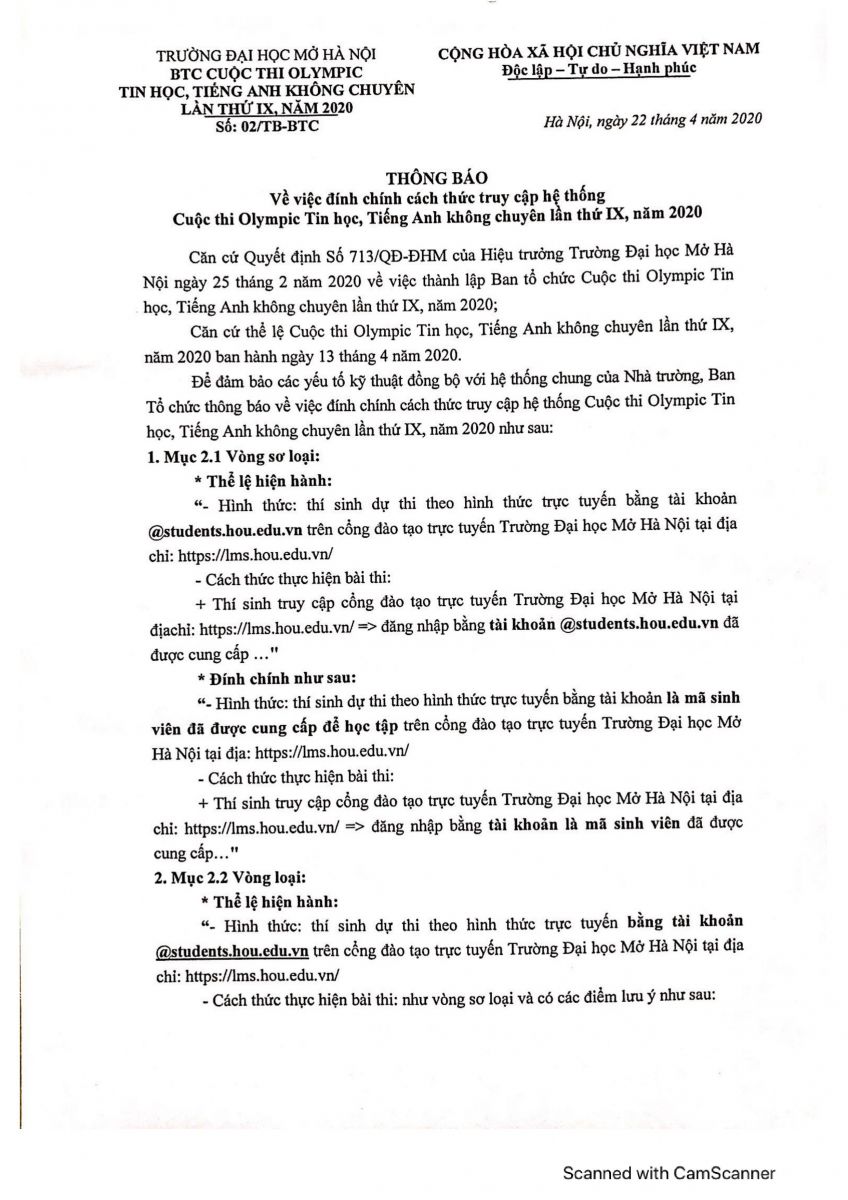 TRƯỜNG ĐẠI HỌC MỞ HÀ NỘI
BTC CUỘC THI OLYMPIC
TIN HỌC, TIẾNG ANH KHÔNG CHUYÊN
LẦN THỨ IX, NĂM 2020
Số: 02/TB-BTC
CỘNG HÒA XÃ HỘI CHỦ NGHĨA VIỆT NAM
Độc lập – Tự do – Hạnh phúc
Hà Nội, ngày 22 tháng 4 năm 2020
THÔNG BÁO
Về việc đính chính cách thức truy cập hệ thống
Cuộc thi Olympic Tin học, Tiếng Anh không chuyên lần thứ IX, năm 2020
Căn cứ Quyết định Số 713/QĐ-ĐHM của Hiệu trưởng Trường Đại học Mở Hà
Nội ngày 25 tháng 2 năm 2020 về việc thành lập Ban tổ chức Cuộc thi Olympic Tin
học, Tiếng Anh không chuyên lần thứ IX, năm 2020;
Căn cứ thể lệ Cuộc thi Olympic Tin học, Tiếng Anh không chuyên lần thứ IX,
năm 2020 ban hành ngày 13 tháng 4 năm 2020.
Để đảm bảo các yếu tố kỹ thuật đồng bộ với hệ thống chung của Nhà trường, Ban
Tổ chức thông báo về việc đính chính cách thức truy cập hệ thống Cuộc thi Olympic Tin
học, Tiếng Anh không chuyên lần thứ IX, năm 2020 như sau:
1. Mục 2.1 Vòng sơ loại:
* Thể lệ hiện hành:
“- Hình thức: thí sinh dự thi theo hình thức trực tuyến bằng tài khoản
@students.hou.edu.vn trên cổng đào tạo trực tuyến Trường Đại học Mở Hà Nội tại địa
chỉ: https://lms.hou.edu.vn/
- Cách thức thực hiện bài thi:
+ Thí sinh truy cập cổng đào tạo trực tuyến Trường Đại học Mở Hà Nội tại
địachỉ: https://lms.hou.edu.vn/ => đăng nhập bằng tài khoản @students.hou.edu.vn đã
được cung cấp ..."
* Đính chính như sau:
“- Hình thức: thí sinh dự thi theo hình thức trực tuyến bằng tài khoản là mã sinh
viên đã được cung cấp để học tập trên cổng đào tạo trực tuyến Trường Đại học Mở
Hà Nội tại địa: https://lms.hou.edu.vn/
- Cách thức thực hiện bài thi:
+ Thí sinh truy cập cổng đào tạo trực tuyến Trường Đại học Mở Hà Nội tại địa
chỉ: https://lms.hou.edu.vn/ => đăng nhập bằng tài khoản là mã sinh viên đã được
cung cấp..."
2. Mục 2.2 Vòng loại:
* Thể lệ hiện hành:
“- Hình thức: thí sinh dự thi theo hình thức trực tuyến bằng tài khoản
@students.hou.edu.vn trên cổng đào tạo trực tuyến Trường Đại học Mở Hà Nội tại địa
chỉ: https://lms.hou.edu.vn/
- Cách thức thực hiện bài thi: như vòng sơ loại và có các điểm lưu ý như sau:
Scanned with CamScanner